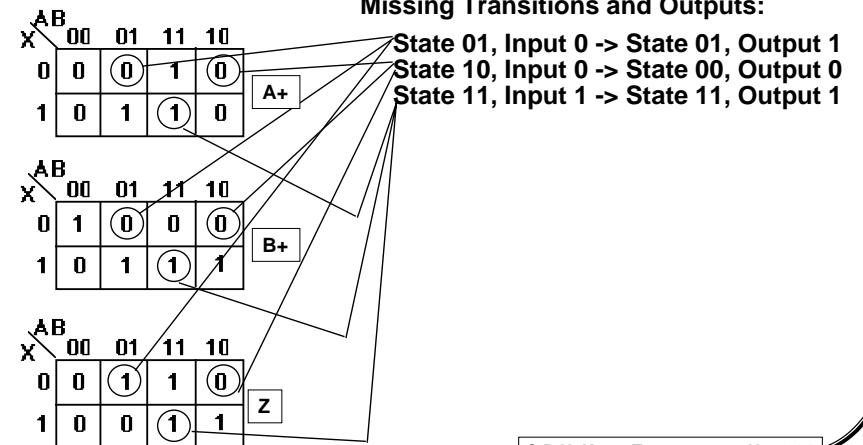 Missing Transitions and Outputs:
State 01, Input 0 -> State 01, Output 1
State 10, Input 0 -> State 00, Output 0
State 11, Input 1 -> State 11, Output 1
AB
X 00 01 11 10
0 0 0 1 0
1 0 1 1 0
A+
AB
X 00 01 11 10
0 1 0 0 0
1 0 1 1 1
B+
AB
X 00 01 11 10
0 0 1 1 0
1 0 0 1 1
Z